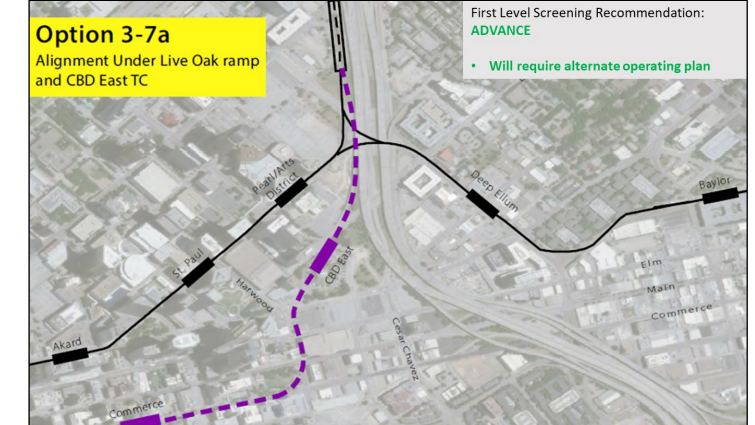 Option 3-7a
Alignment Under Live Oak ramp
and CBD East TC
First Level Screening Recommendation:
ADVANCE
• Will require alternate operating plan
Pearl/Arts
District
Deep Ellum
Baylor
St. Paul
CBD East
Harwood
Elm
Main
Commerce
Cesar Chavez
Akard
Commerce